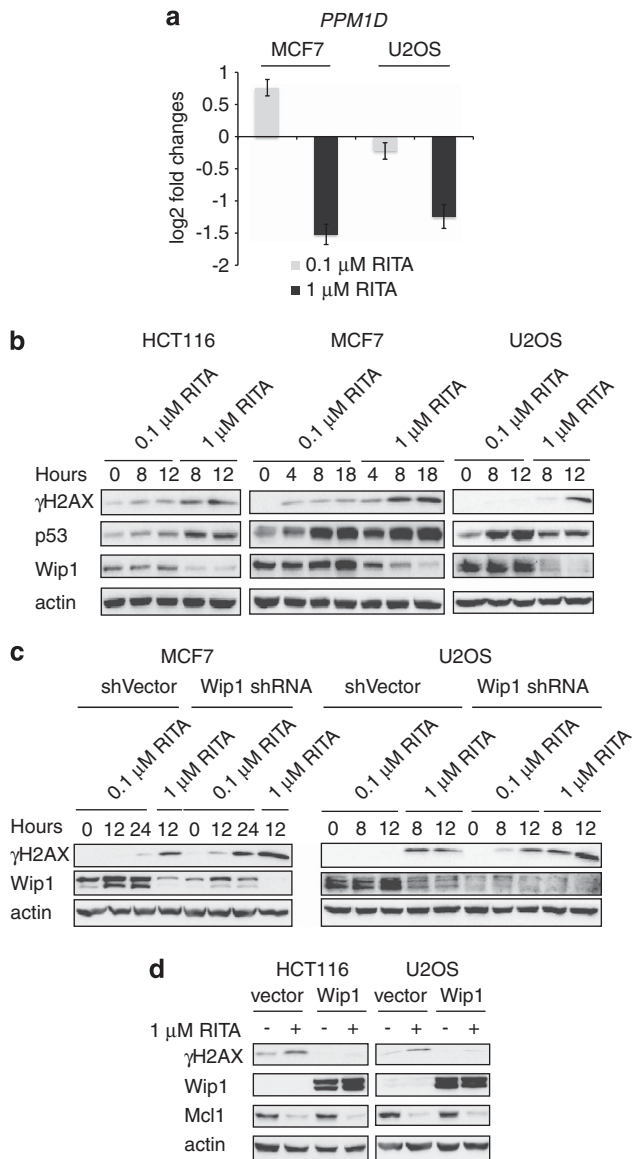 a
PPM1D
MCF7 U2OS
1
0.5
0
-0.5
-1
-1.5
-2
log2 fold changes
0.1 μM RITA
1 μM RITA
b
HCT116 MCF7 U2OS
0.1 μM RITA 1 μM RITA 0.1 μM RITA 1 μM RITA 0.1 μM RITA 1 μM RITA
Hours 0 8 12 8 12 0 4 8 18 4 8 18 0 8 12 8 12
γH2AX
p53
Wip1
actin
c
MCF7 U2OS
shVector Wip1 shRNA shVector Wip1 shRNA
0.1 μM RITA 1 μM RITA 0.1 μM RITA 1 μM RITA 0.1 μM RITA 1 μM RITA 0.1 μM RITA 1 μM RITA
Hours 0 12 24 12 0 12 24 12 0 8 12 8 12 0 8 12 8 12
γH2AX
Wip1
actin
d
HCT116 U2OS
vector Wip1 vector Wip1
1 μM RITA - + - + - + - +
γH2AX
Wip1
Mcl1
actin